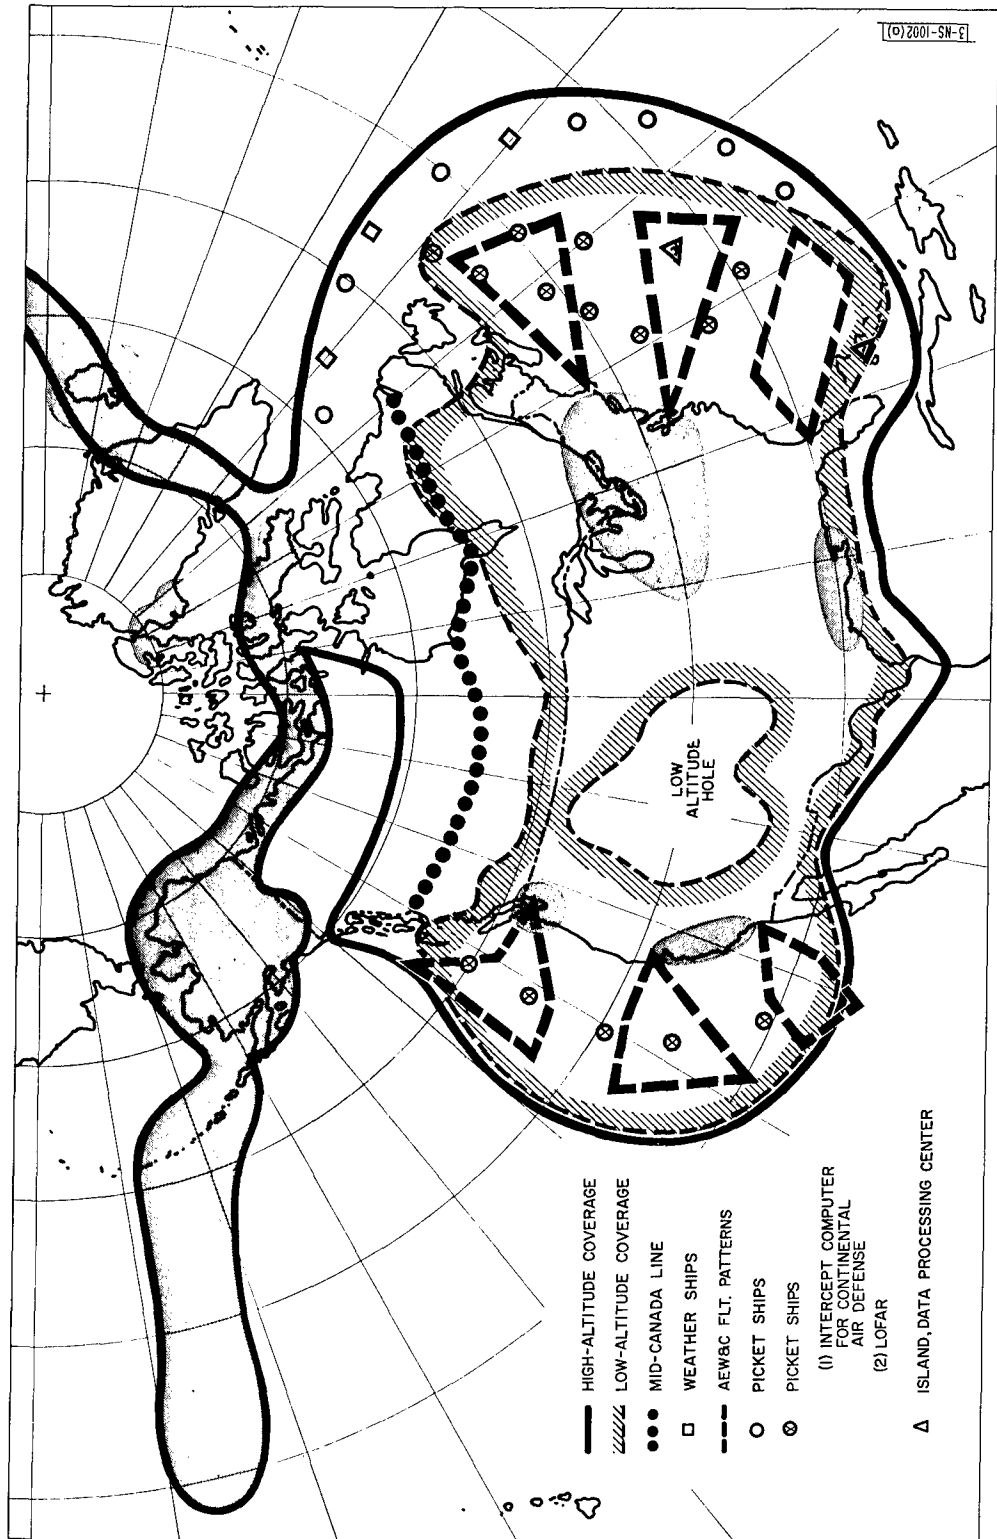 3-NS-1002(a)
LOW
ALTITUDE
HOLE
HIGH-ALTITUDE COVERAGE
LOW-ALTITUDE COVERAGE
MID-CANADA LINE
WEATHER SHIPS
AEW&C FLT. PATTERNS
PICKET SHIPS
PICKET SHIPS
(1) INTERCEPT COMPUTER
FOR CONTINENTAL
AIR DEFENSE
(2) LOFAR
ISLAND, DATA PROCESSING CENTER